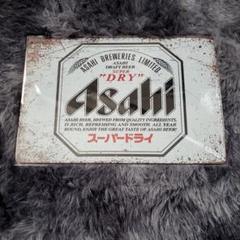 ASAHI BREWERIES LIMITED
ASAHI
DRAFT BEER
SUPER
"DRY"
Asahi
ASAHI BEER, BREWED FROM QUALITY INGREDIENTS,
IS RICH, REFRESHING AND SMOOTH. ALL YEAR
ROUND, ENJOY THE GREAT TASTE OF ASAHI BEER!
スーパードライ